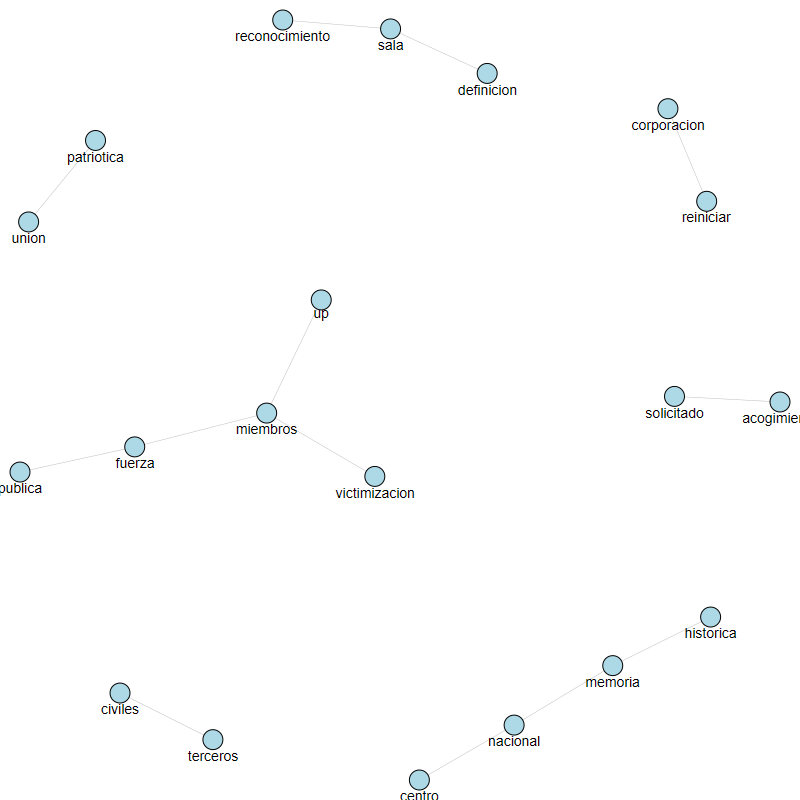 reconocimiento
sala
definicion
corporacion
patriotica
reiniciar
union
up
solicitado
acogimie
miembros
fuerza
publica
victimizacion
historica
memoria
civiles
nacional
terceros
centro